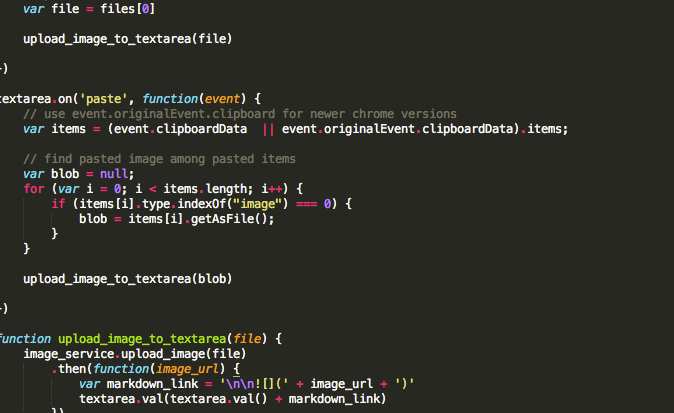 var file = files[0]
upload_image_to_textarea(file)
})
textarea.on('paste', function(event) {
// use event.originalEvent.clipboard for newer chrome versions
var items = (event.clipboardData  || event.originalEvent.clipboardData).items;
// find pasted image among pasted items
var blob = null;
for (var i = 0; i < items.length; i++) {
if (items[i].type.indexOf("image") === 0) {
blob = items[i].getAsFile();
}
}
upload_image_to_textarea(blob)
})
function upload_image_to_textarea(file) {
image_service.upload_image(file)
.then(function(image_url) {
var markdown_link = '\n\n![](' + image_url + ')'
textarea.val(textarea.val() + markdown_link)
})